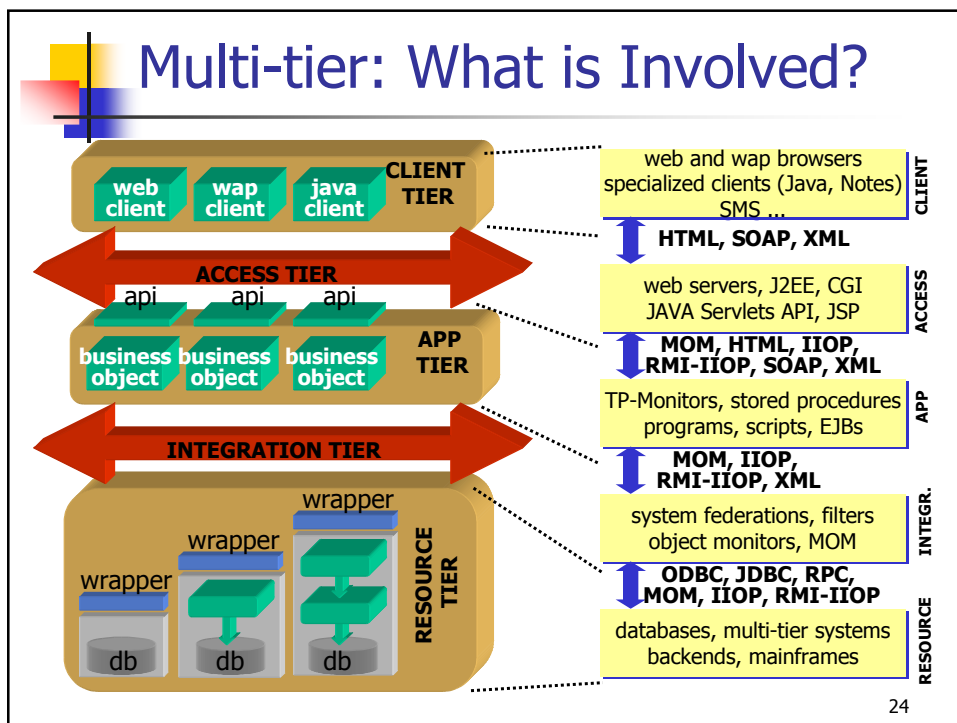 Multi-tier: What is Involved?
CLIENT
TIER
web
client
wap
client
java
client
ACCESS TIER
api
api
api
APP
TIER
business
object
business
object
business
object
INTEGRATION TIER
RESOURCE
TIER
wrapper
wrapper
wrapper
db
db
db
web and wap browsers
specialized clients (Java, Notes)
SMS ...
CLIENT
HTML, SOAP, XML
web servers, J2EE, CGI
JAVA Servlets API, JSP
ACCESS
MOM, HTML, IIOP,
RMI-IIOP, SOAP, XML
TP-Monitors, stored procedures
programs, scripts, EJBs
APP
MOM, IIOP,
RMI-IIOP, XML
system federations, filters
object monitors, MOM
INTEGR.
ODBC, JDBC, RPC,
MOM, IIOP, RMI-IIOP
databases, multi-tier systems
backends, mainframes
RESOURCE
24